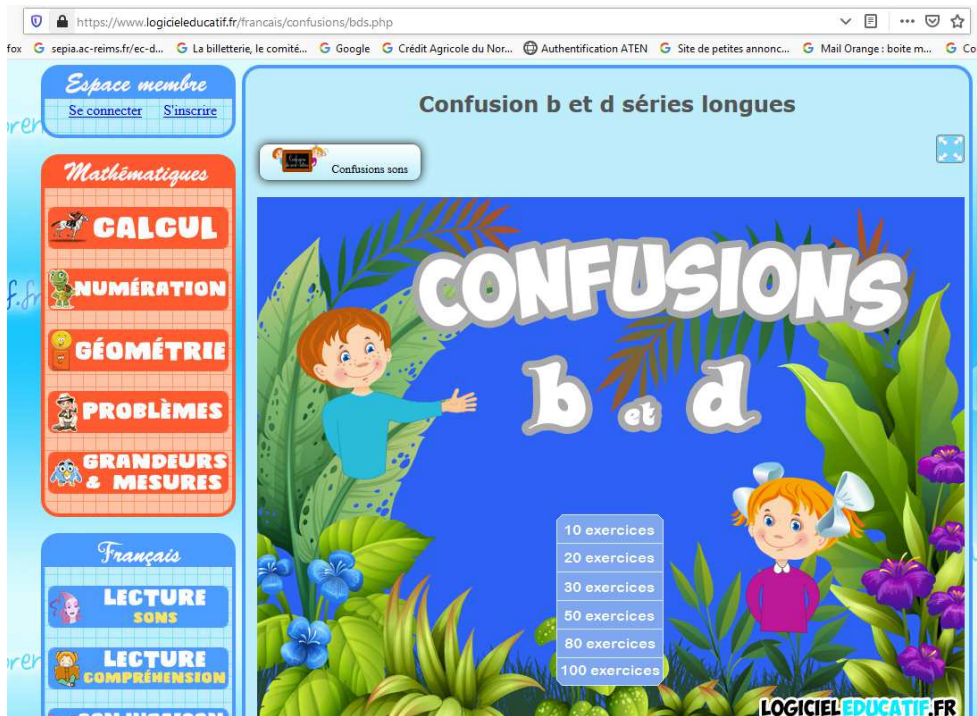 https://www.logicieleducatif.fr/francais/confusions/bds.php
fox sepia.ac-reims.fr/ec-d... La billetterie, le comité... Google Crédit Agricole du Nor... Authentification ATEN Site de petites annonc... Mail Orange : boite m... Co
Espace membre
Se connecter S'inscrire
Mathématiques
CALCUL
NUMÉRATION
GÉOMÉTRIE
PROBLÈMES
GRANDEURS
& MESURES
Français
LECTURE
SONS
LECTURE
COMPRÉHENSION
Confusion b et d séries longues
Confusions sons
CONFUSIONS
b et d
10 exercices
20 exercices
30 exercices
50 exercices
80 exercices
100 exercices
LOGICIELEDUCATIF.FR